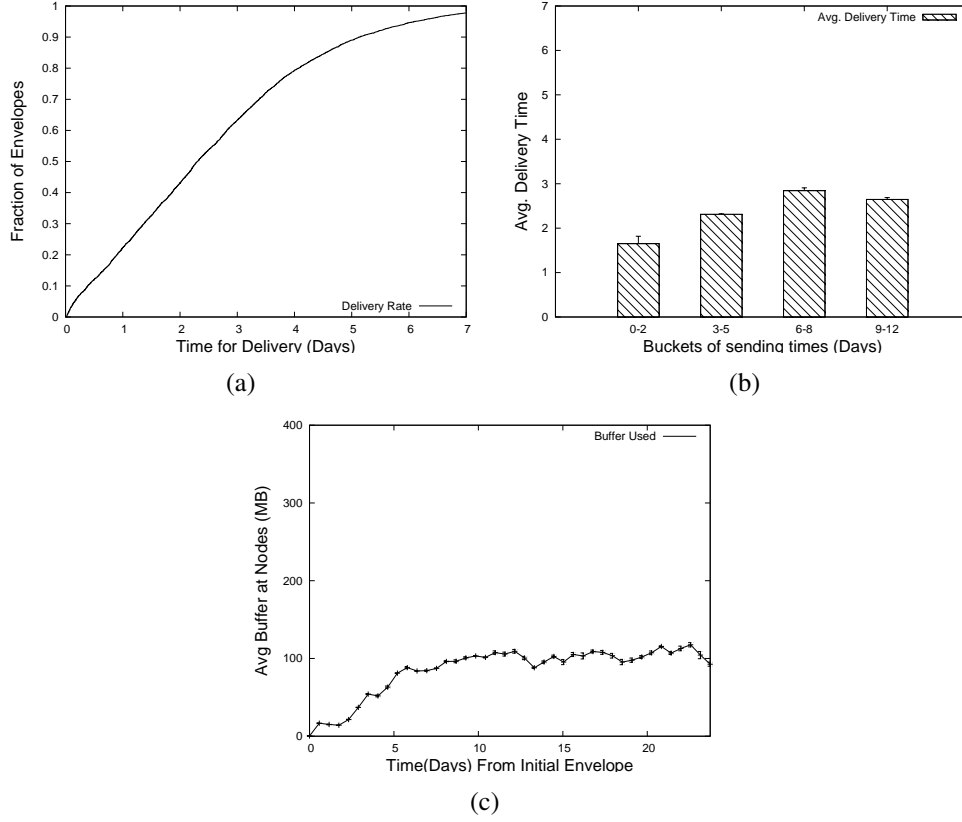 1
0.9
0.8
0.7
0.6
0.5
0.4
0.3
0.2
0.1
0
Fraction of Envelopes
Delivery Rate
0 1 2 3 4 5 6 7
Time for Delivery (Days)
(a)
7
6
5
4
3
2
1
0
Avg. Delivery Time
Avg. Delivery Time
0-2 3-5 6-8 9-12
Buckets of sending times (Days)
(b)
400
300
200
100
0
Avg Buffer at Nodes (MB)
Buffer Used
0 5 10 15 20
Time(Days) From Initial Envelope
(c)